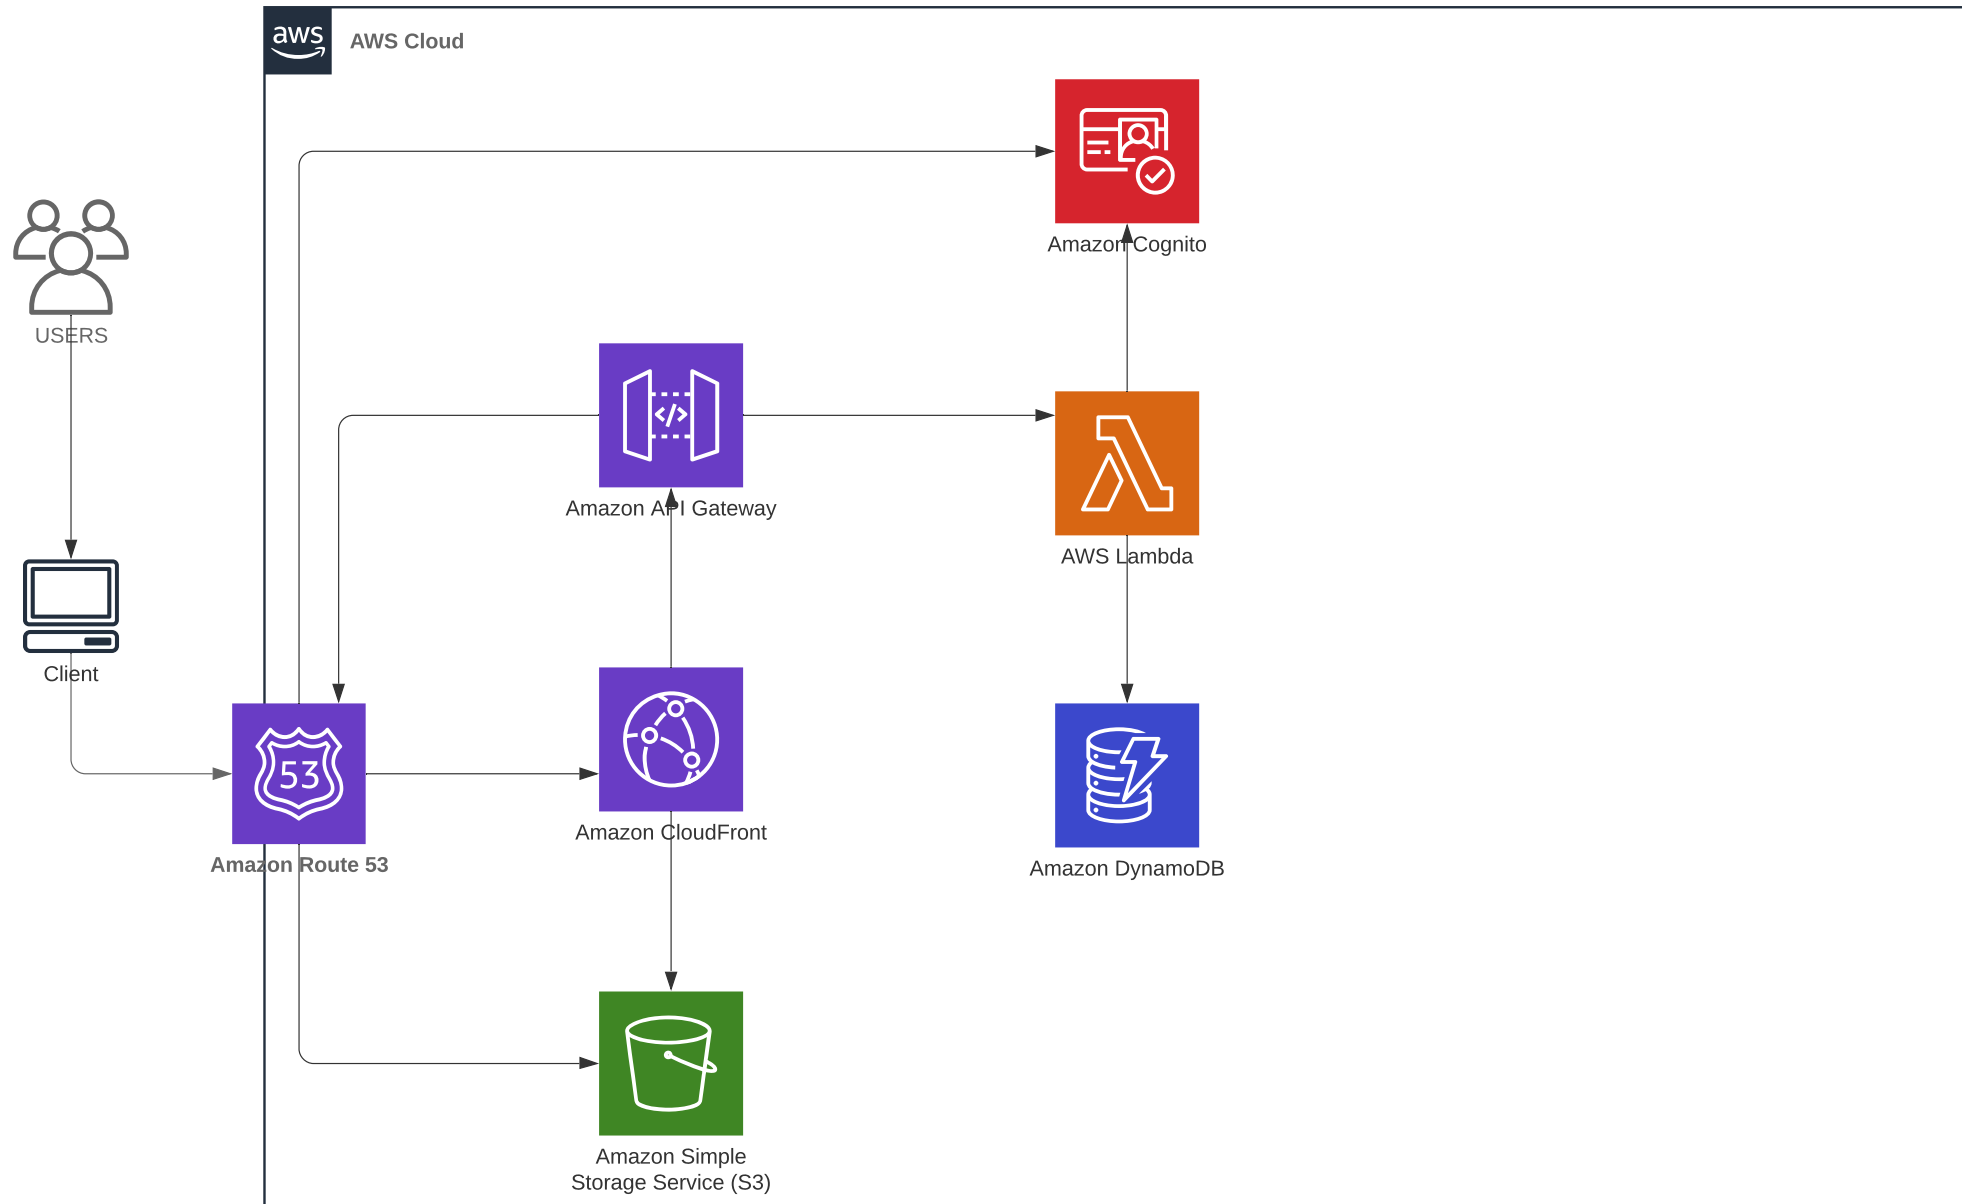 aws
AWS Cloud
Amazon Cognito
USERS
</>
Amazon API Gateway
AWS Lambda
Client
53
Amazon CloudFront
Amazon Route 53
Amazon DynamoDB
Amazon Simple
Storage Service (S3)